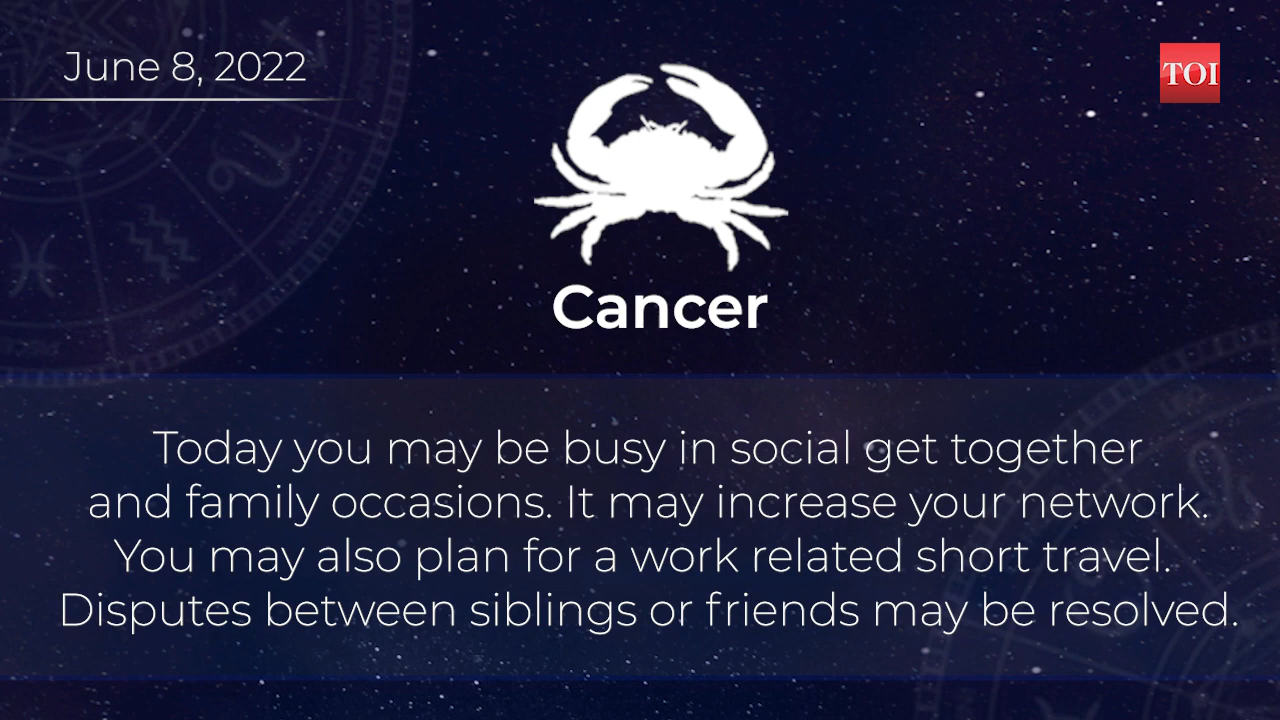 June 8, 2022
TOI
Cancer
Today you may be busy in social get together
and family occasions. It may increase your network.
You may also plan for a work related short travel.
Disputes between siblings or friends may be resolved.